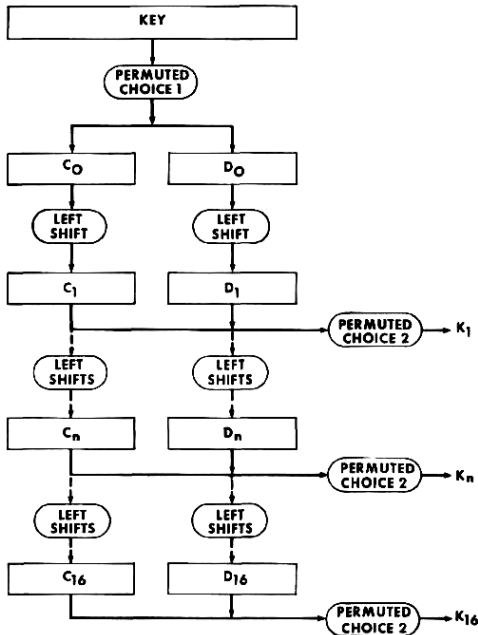 KEY
PERMUTED
CHOICE 1
C0 D0
LEFT
SHIFT
LEFT
SHIFT
C1 D1
PERMUTED
CHOICE 2
K1
LEFT
SHIFTS
LEFT
SHIFTS
Cn Dn
PERMUTED
CHOICE 2
Kn
LEFT
SHIFTS
LEFT
SHIFTS
C16 D16
PERMUTED
CHOICE 2
K16